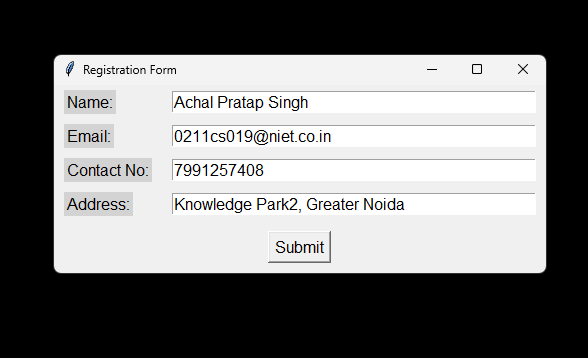 Registration Form
Name: Achal Pratap Singh
Email: 0211cs019@niet.co.in
Contact No: 7991257408
Address: Knowledge Park2, Greater Noida
Submit